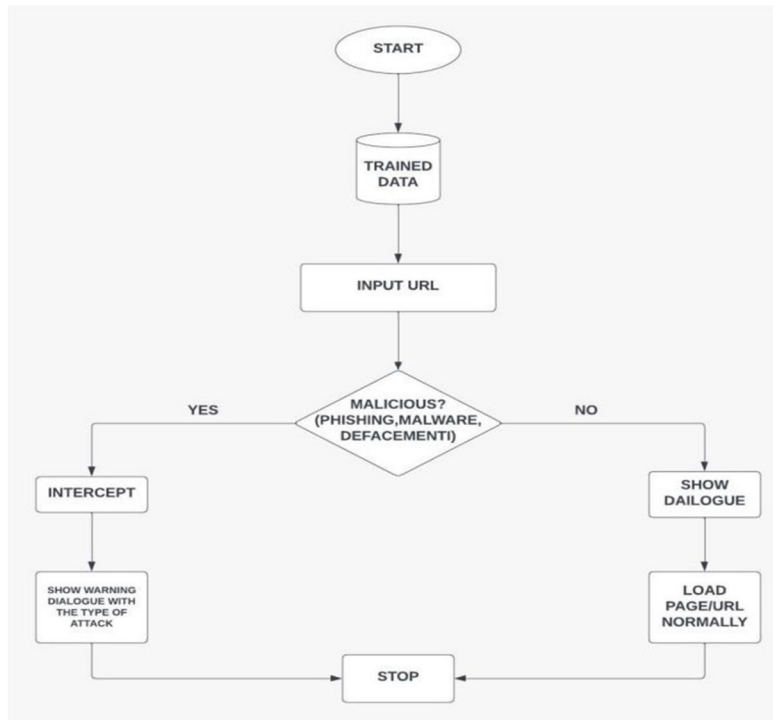 START
TRAINED
DATA
INPUT URL
MALICIOUS?
(PHISHING,MALWARE,
DEFACEMENTI)
YES
NO
INTERCEPT
SHOW
DAILOGUE
SHOW WARNING
DIALOGUE WITH
THE TYPE OF
ATTACK
LOAD
PAGE/URL
NORMALLY
STOP